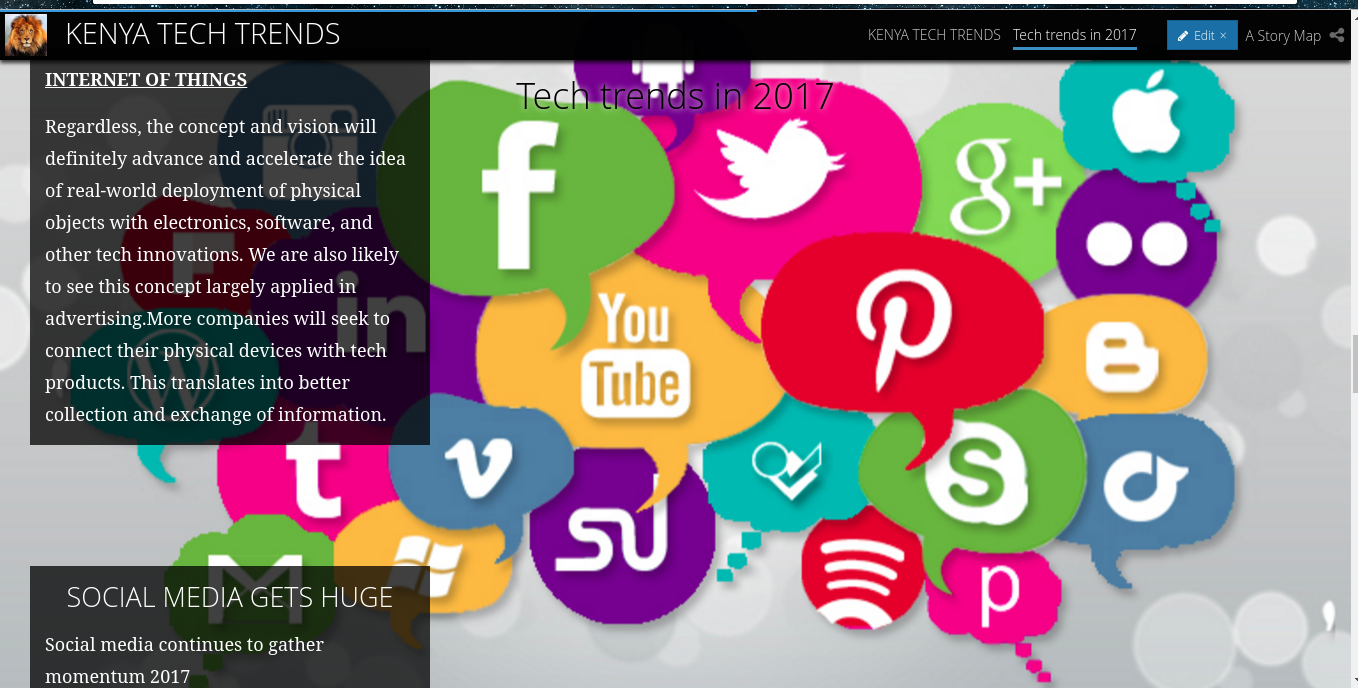 KENYA TECH TRENDS
KENYA TECH TRENDS
Tech trends in 2017
Edit ×
A Story Map
INTERNET OF THINGS
Regardless, the concept and vision will
definitely advance and accelerate the idea
of real-world deployment of physical
objects with electronics, software, and
other tech innovations. We are also likely
to see this concept largely applied in
advertising.More companies will seek to
connect their physical devices with tech
products. This translates into better
collection and exchange of information.
SOCIAL MEDIA GETS HUGE
Social media continues to gather
momentum 2017
Tech trends in 2017
f
g+
You
Tube
in
t